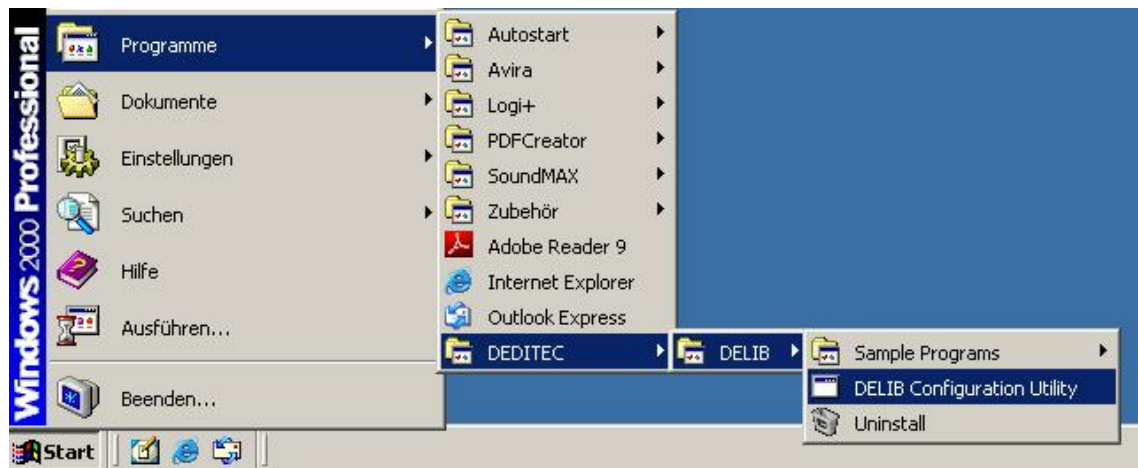 Windows 2000 Professional
Programme
Dokumente
Einstellungen
Suchen
Hilfe
Ausführen...
Beenden...
Autostart
Avira
Logi+
PDFCreator
SoundMAX
Zubehör
Adobe Reader 9
Internet Explorer
Outlook Express
DEDITEC
DELIB
Sample Programs
DELIB Configuration Utility
Uninstall
Start